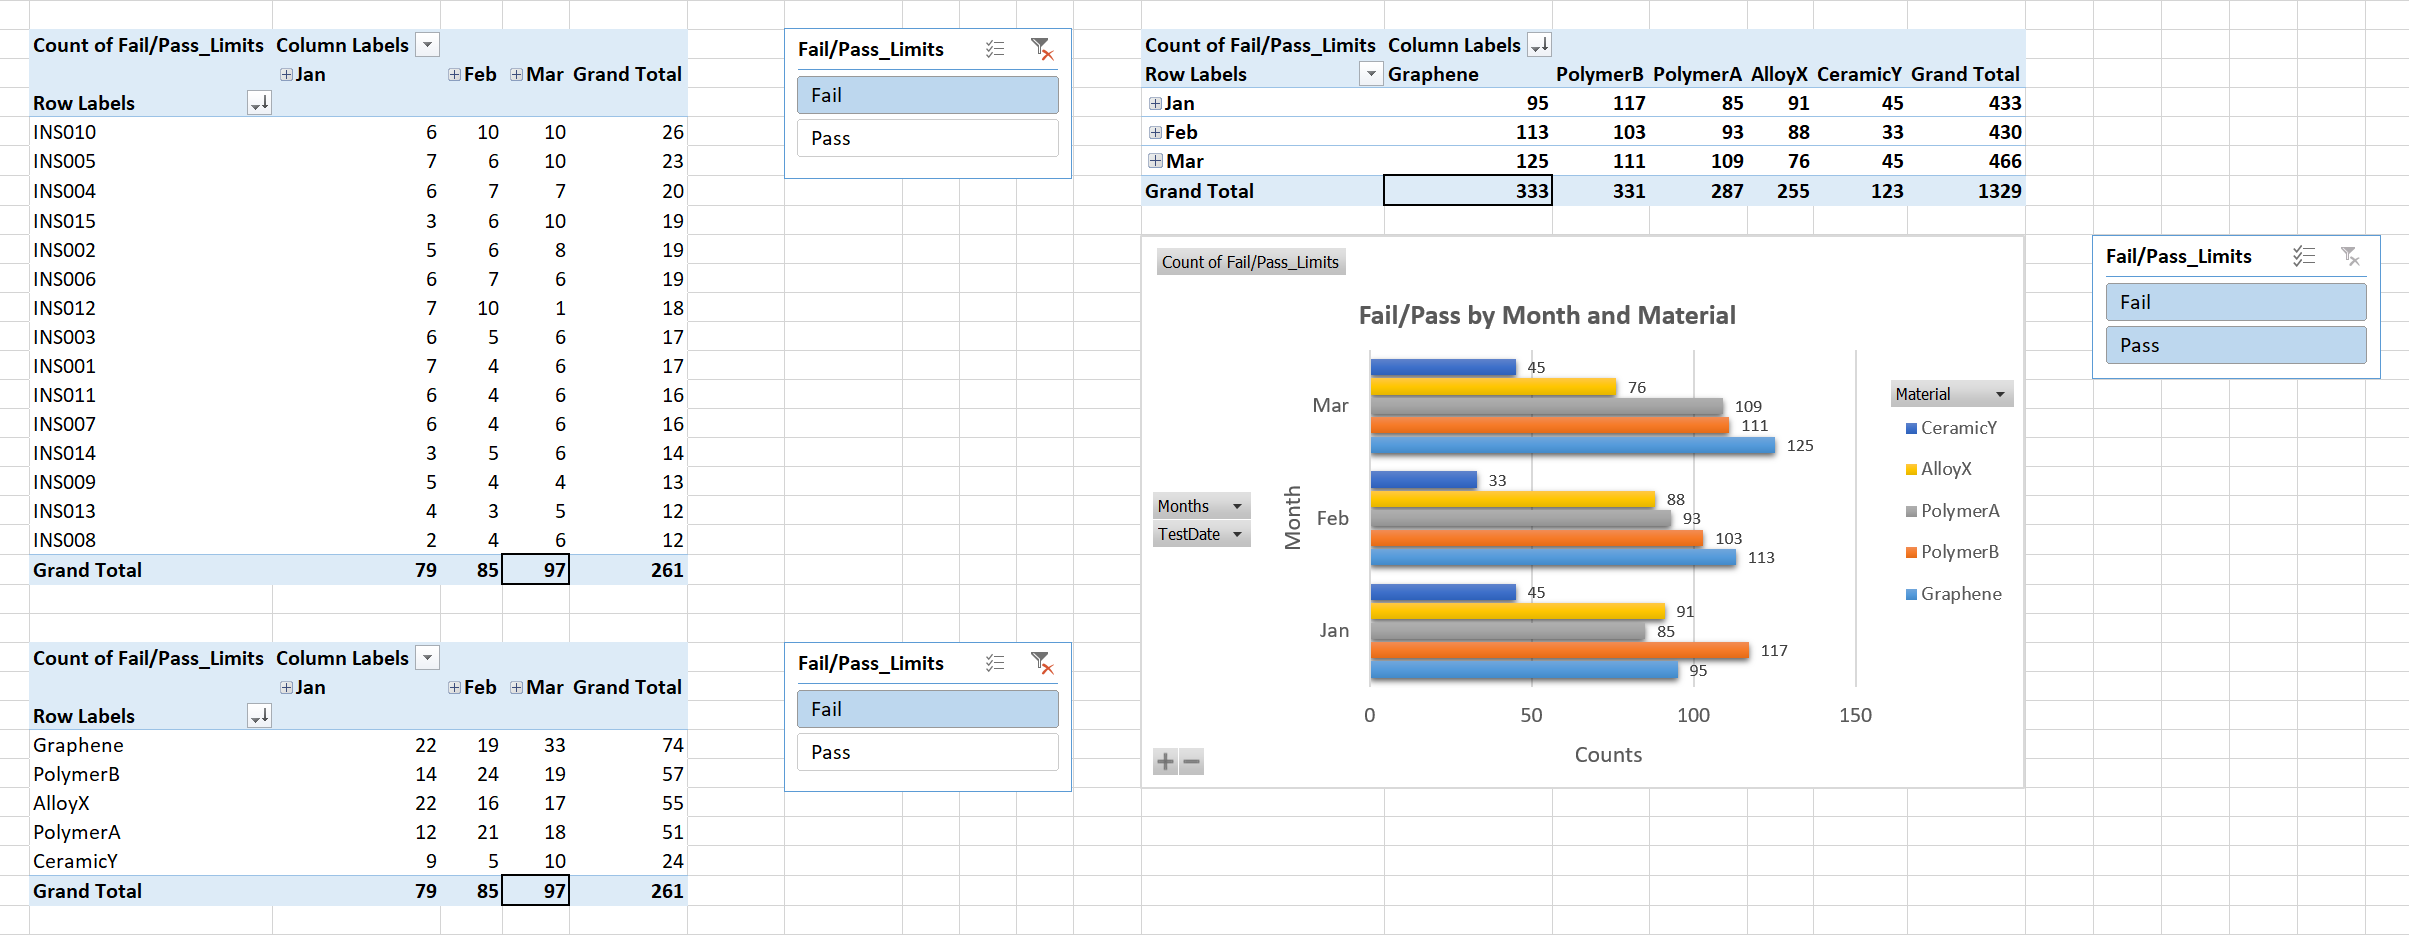 Count of Fail/Pass_Limits Column Labels
Jan Feb Mar Grand Total
Row Labels
INS010 6 10 10 26
INS005 7 6 10 23
INS004 6 7 7 20
INS015 3 6 10 19
INS002 5 6 8 19
INS006 6 7 6 19
INS012 7 10 1 18
INS003 6 5 6 17
INS001 7 4 6 17
INS011 6 4 6 16
INS007 6 4 6 16
INS014 3 5 6 14
INS009 5 4 4 13
INS013 4 3 5 12
INS008 2 4 6 12
Grand Total 79 85 97 261
Fail/Pass_Limits
Fail
Pass
Count of Fail/Pass_Limits Column Labels
Jan Feb Mar Grand Total
Row Labels
Graphene 22 19 33 74
PolymerB 14 24 19 57
AlloyX 22 16 17 55
PolymerA 12 21 18 51
CeramicY 9 5 10 24
Grand Total 79 85 97 261
Fail/Pass_Limits
Fail
Pass
Count of Fail/Pass_Limits Column Labels
Row Labels Graphene PolymerB PolymerA AlloyX CeramicY Grand Total
Jan 95 117 85 91 45 433
Feb 113 103 93 88 33 430
Mar 125 111 109 76 45 466
Grand Total 333 331 287 255 123 1329
Count of Fail/Pass_Limits
Fail/Pass by Month and Material
Months
TestDate
Month
Mar
45
76
109
111
125
Feb
33
88
93
103
113
Jan
45
91
85
117
95
0 50 100 150
Counts
Material
CeramicY
AlloyX
PolymerA
PolymerB
Graphene
Fail/Pass_Limits
Fail
Pass